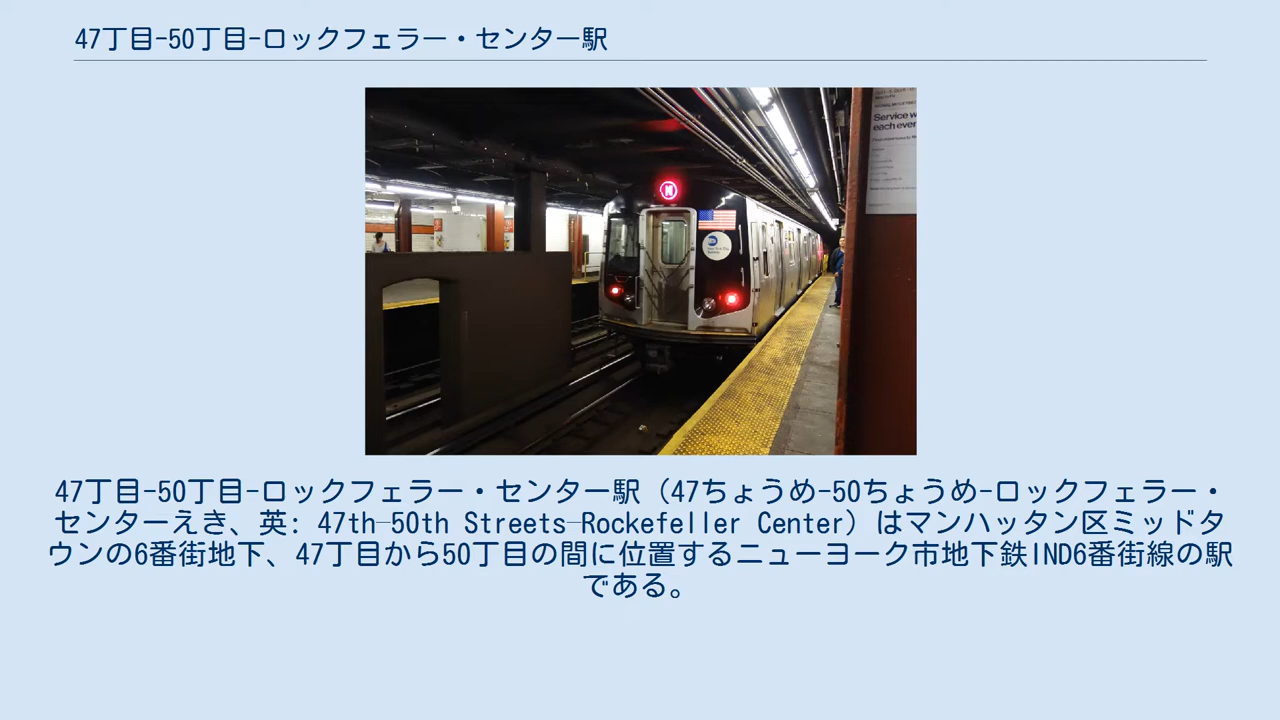 47丁目-50丁目-ロックフェラー・センター駅
N
Service
each
47丁目-50丁目-ロックフェラー・センター駅（47ちょうめ-50ちょうめ-ロックフェラー・
センターえき、英: 47th–50th Streets–Rockefeller Center）はマンハッタン区ミッドタ
ウンの6番街地下、47丁目から50丁目の間に位置するニューヨーク市地下鉄IND6番街線の駅
である。